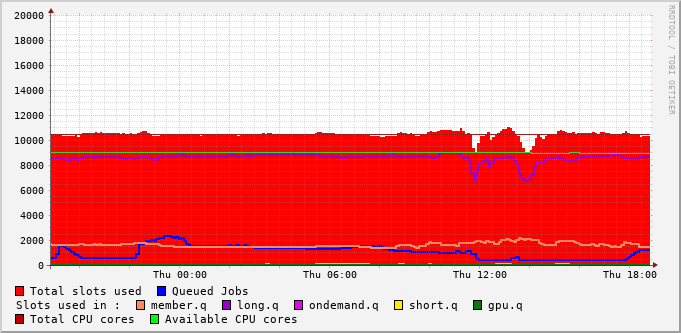 20000
18000
16000
14000
12000
10000
8000
6000
4000
2000
0
Thu 00:00 Thu 06:00 Thu 12:00 Thu 18:00
RRDTOOL / TOBI OETIKER
Total slots used Queued Jobs
Slots used in : member.q long.q ondemand.q short.q gpu.q
Total CPU cores Available CPU cores